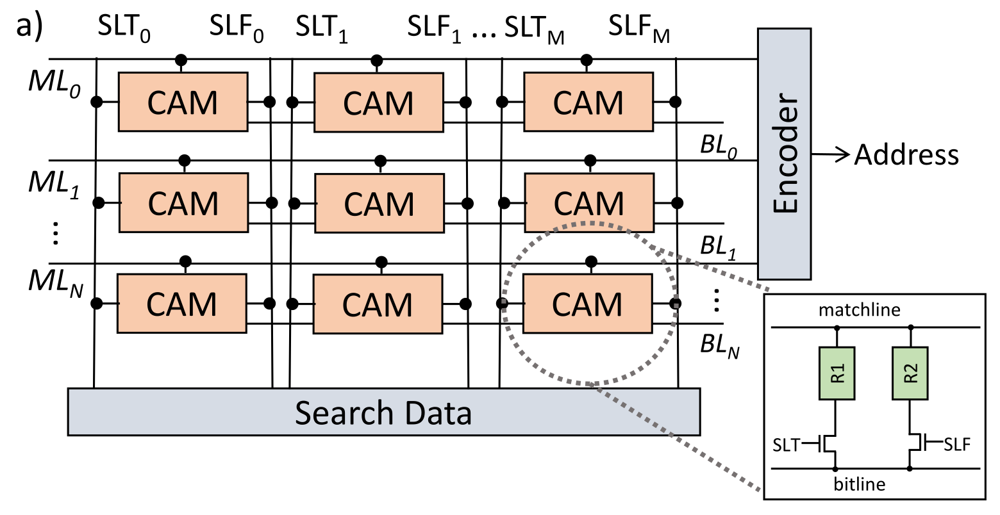 a)
SLT0 SLF0 SLT1 SLF1 ... SLTM SLFM
ML0
CAM CAM CAM
BL0
Encoder
Address
ML1
CAM CAM CAM
...
BL1
MLN
CAM CAM CAM
...
BLN
Search Data
matchline
R1 R2
SLT SLF
bitline